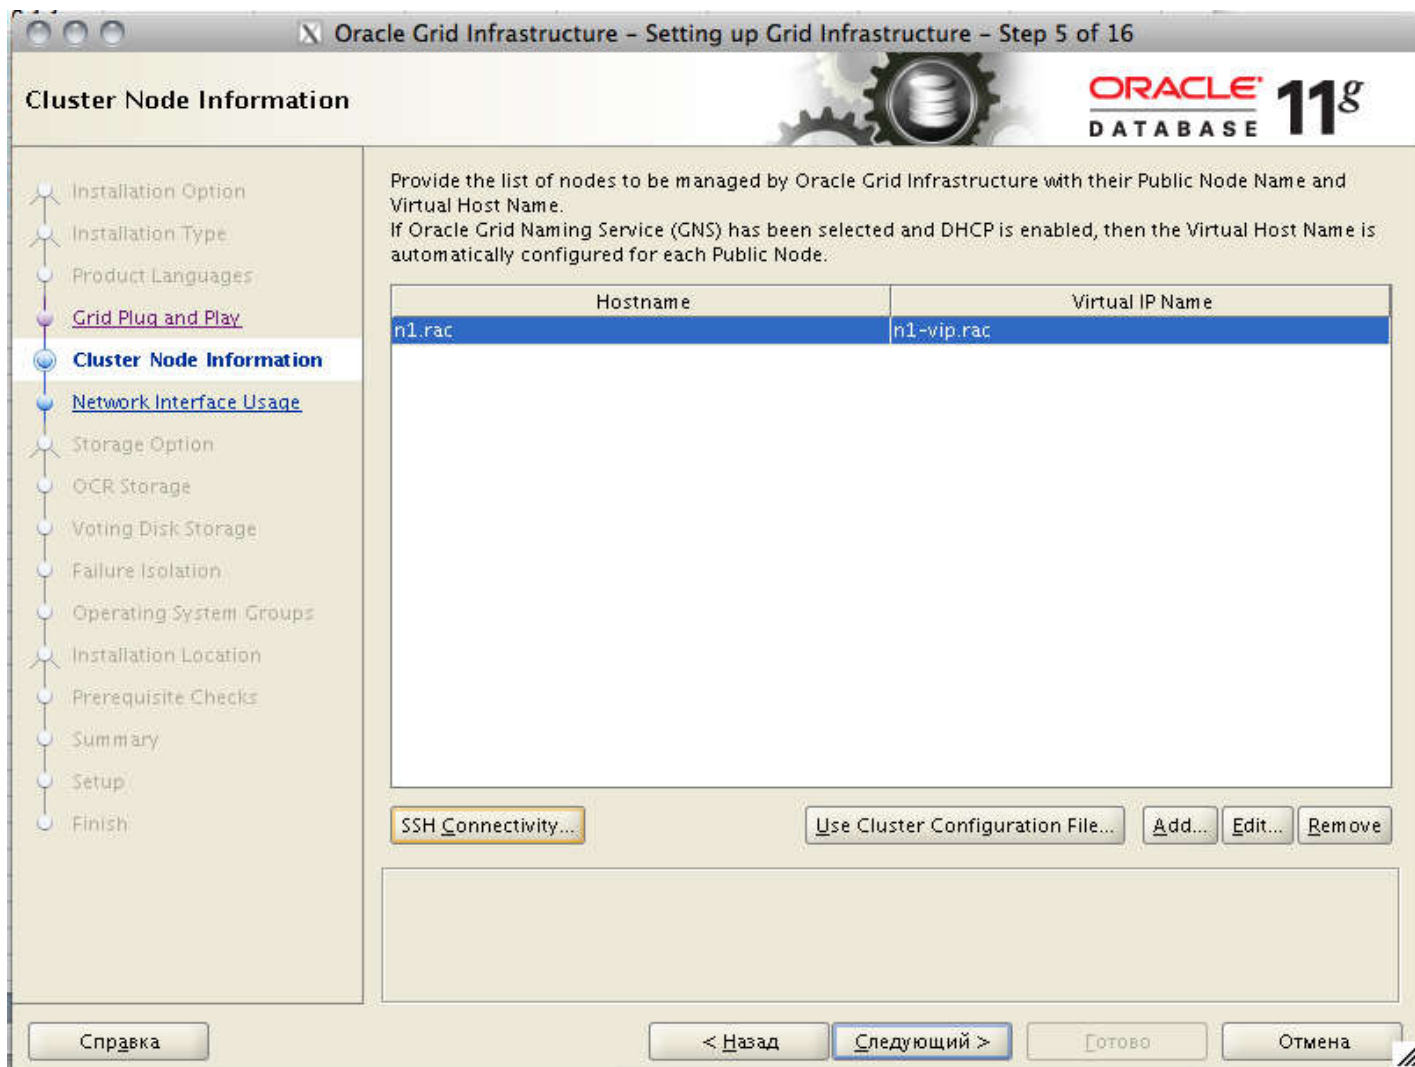 Oracle Grid Infrastructure – Setting up Grid Infrastructure – Step 5 of 16
Cluster Node Information
ORACLE
DATABASE
11g
Installation Option
Installation Type
Product Languages
Grid Plug and Play
Cluster Node Information
Network Interface Usage
Storage Option
OCR Storage
Voting Disk Storage
Failure Isolation
Operating System Groups
Installation Location
Prerequisite Checks
Summary
Setup
Finish
Provide the list of nodes to be managed by Oracle Grid Infrastructure with their Public Node Name and
Virtual Host Name.
If Oracle Grid Naming Service (GNS) has been selected and DHCP is enabled, then the Virtual Host Name is
automatically configured for each Public Node.
Hostname Virtual IP Name
n1.rac n1-vip.rac
SSH Connectivity... Use Cluster Configuration File... Add... Edit... Remove
Справка < Назад Следующий > Готово Отмена